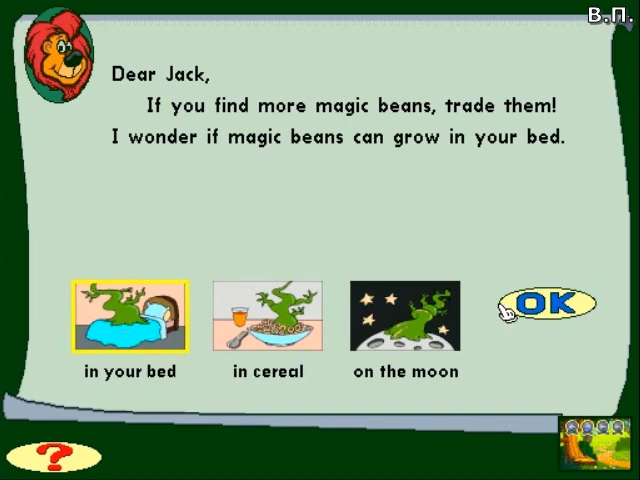 В.П.
Dear Jack,
If you find more magic beans, trade them!
I wonder if magic beans can grow in your bed.
OK
in your bed
in cereal
on the moon
?